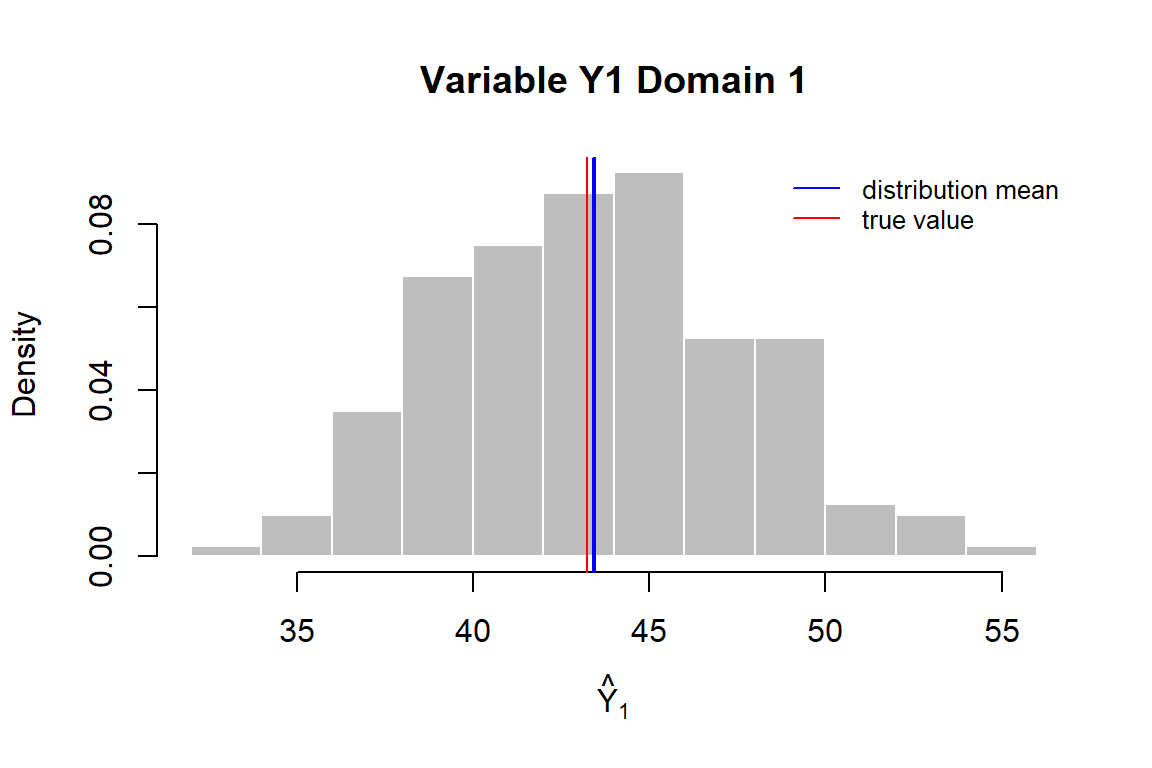 Variable Y1 Domain 1
distribution mean
true value
Density
0.00
0.04
0.08
35 40 45 50 55
Ŷ₁